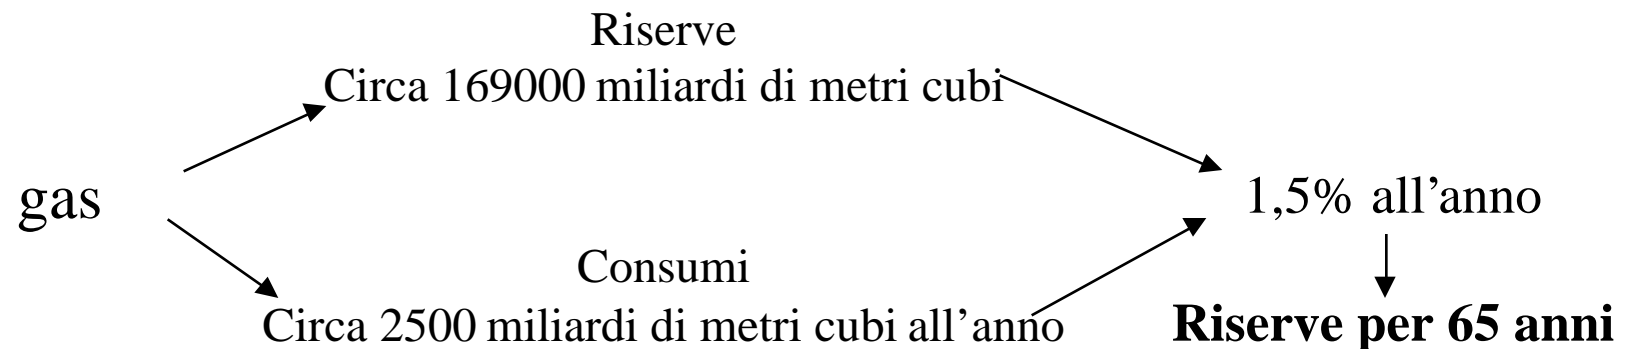 Riserve
Circa 169000 miliardi di metri cubi
gas
1,5% all’anno
Consumi
Circa 2500 miliardi di metri cubi all’anno
Riserve per 65 anni